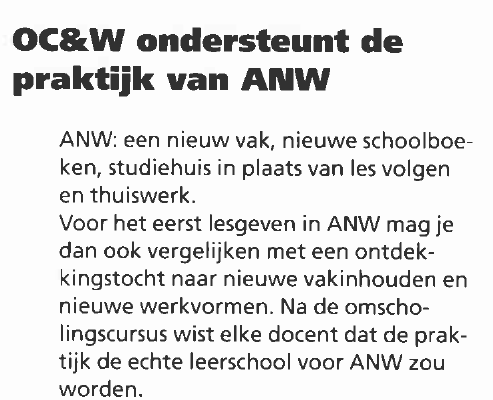 OC&W ondersteunt de
praktijk van ANW
ANW: een nieuw vak, nieuwe schoolboe-
ken, studiehuis in plaats van les volgen
en thuiswerk.
Voor het eerst lesgeven in ANW mag je
dan ook vergelijken met een ontdek-
kingstocht naar nieuwe vakinhouden en
nieuwe werkvormen. Na de omscho-
lingscursus wist elke docent dat de prak-
tijk de echte leerschool voor ANW zou
worden.